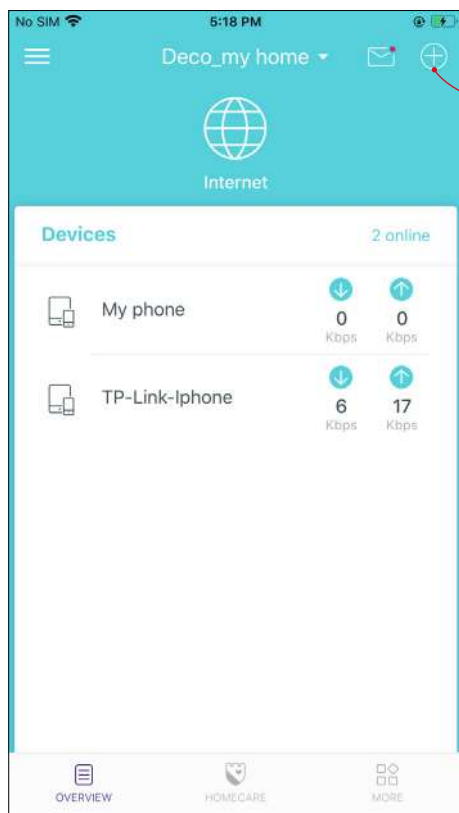 No SIM 5:18 PM
Deco_my home
Internet
Devices 2 online
My phone 0 Kbps 0 Kbps
TP-Link-Iphone 6 Kbps 17 Kbps
OVERVIEW HOMECARE MORE